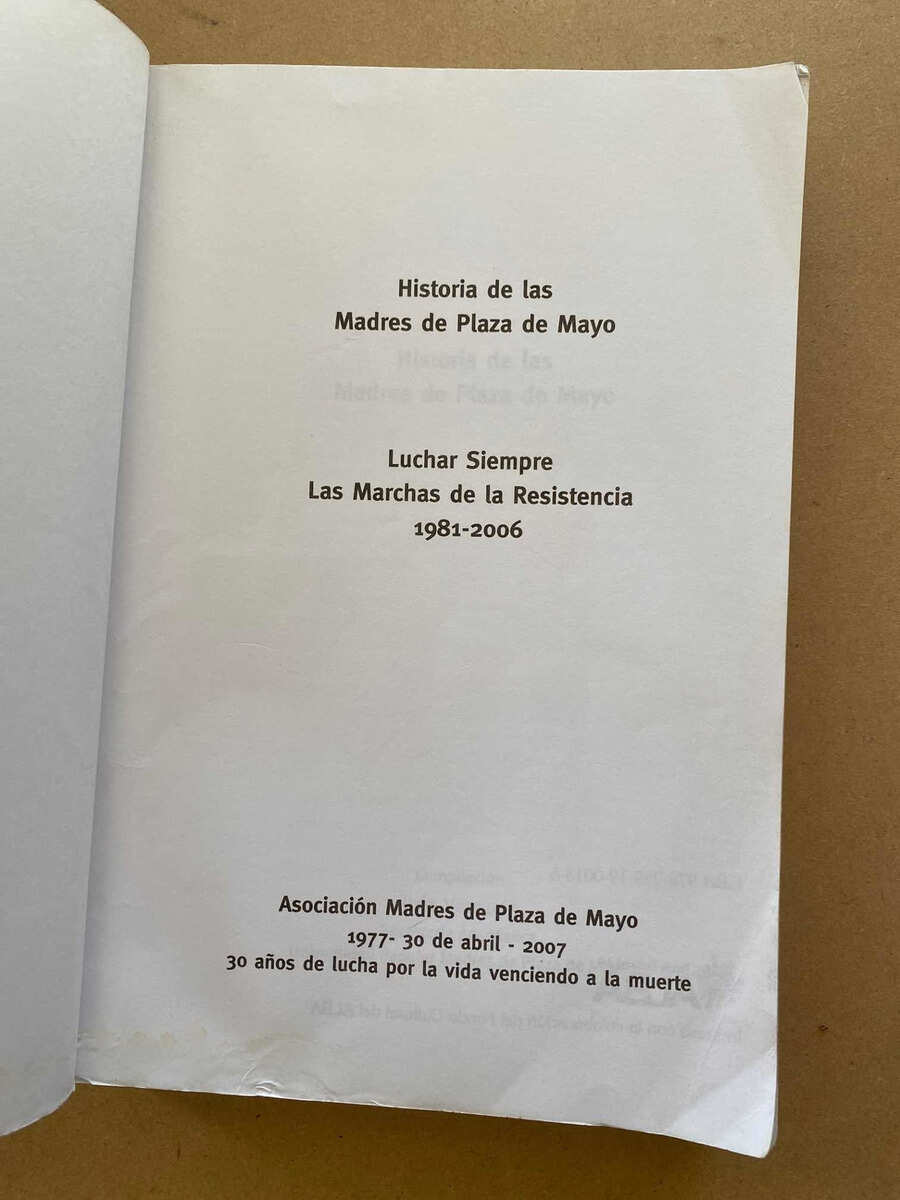 Historia de las
Madres de Plaza de Mayo
Luchar Siempre
Las Marchas de la Resistencia
1981-2006
Asociación Madres de Plaza de Mayo
1977- 30 de abril - 2007
30 años de lucha por la vida venciendo a la muerte